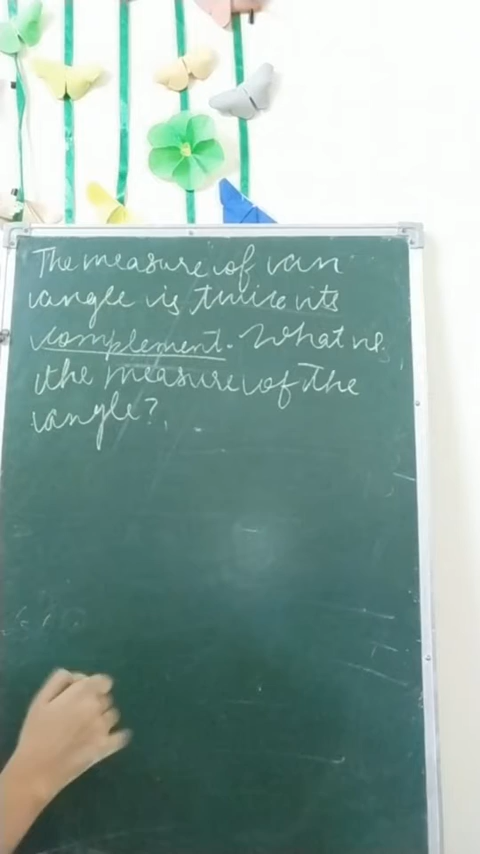 The measure of an
angle is twice its
complement. What is
the measure of the
angle?